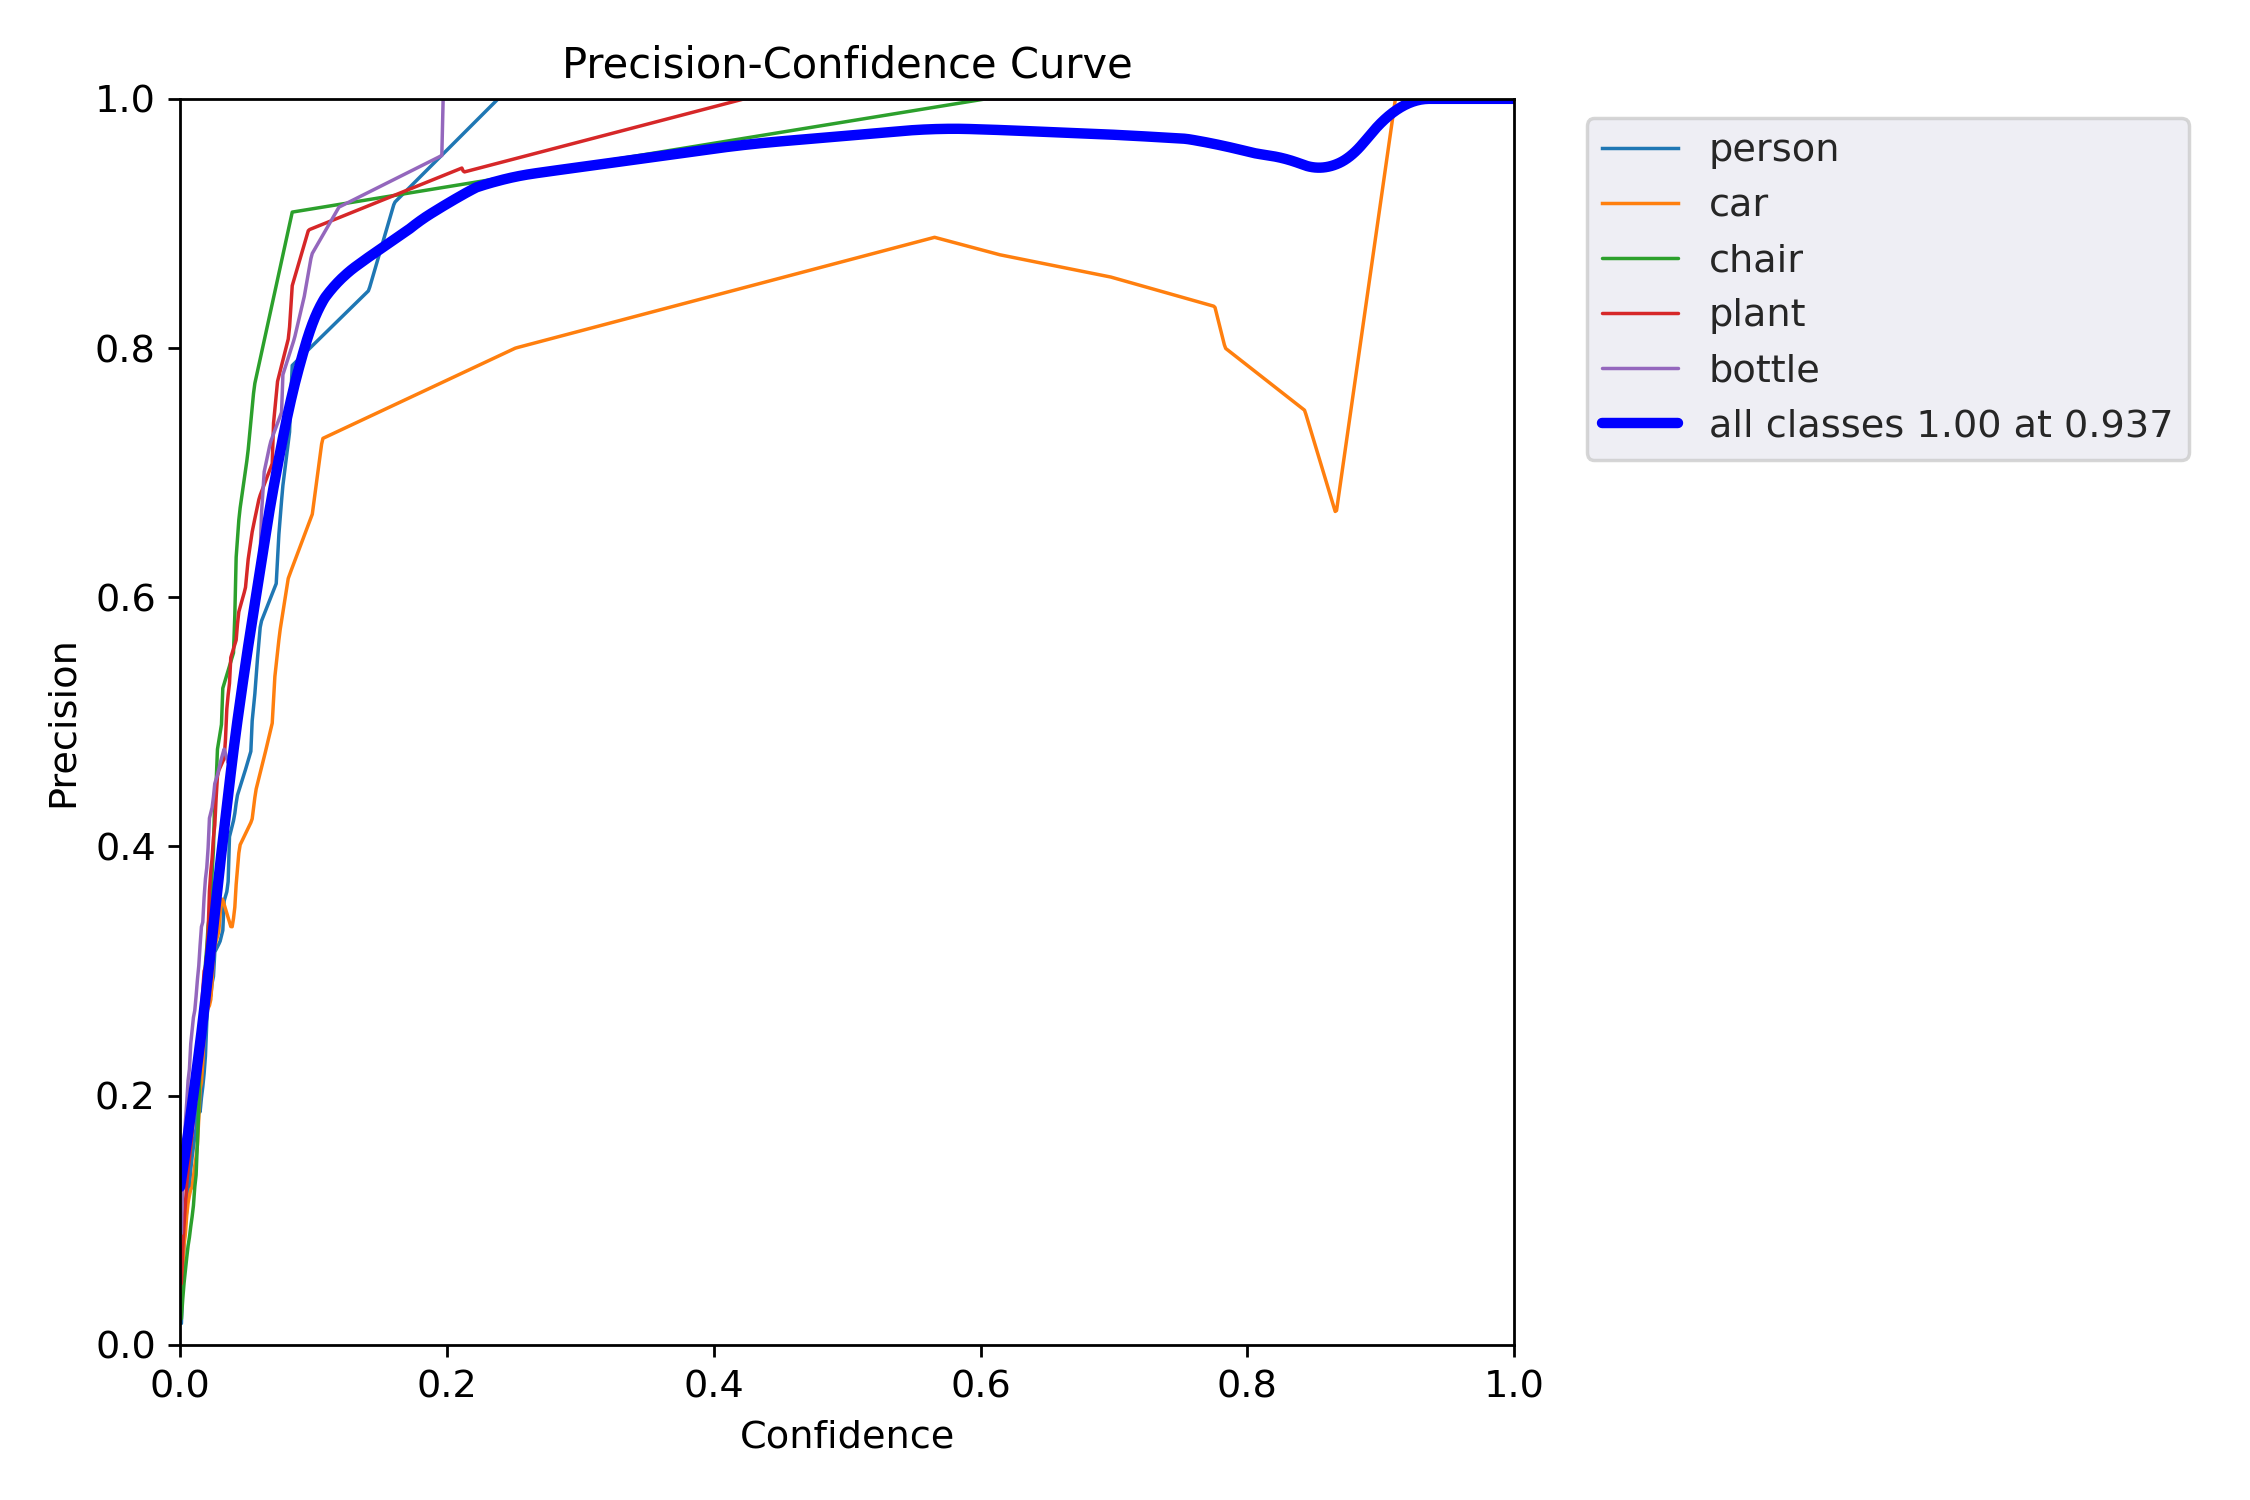 Precision-Confidence Curve
1.0
0.8
0.6
0.4
0.2
0.0
Precision
0.0 0.2 0.4 0.6 0.8 1.0
Confidence
person
car
chair
plant
bottle
all classes 1.00 at 0.937